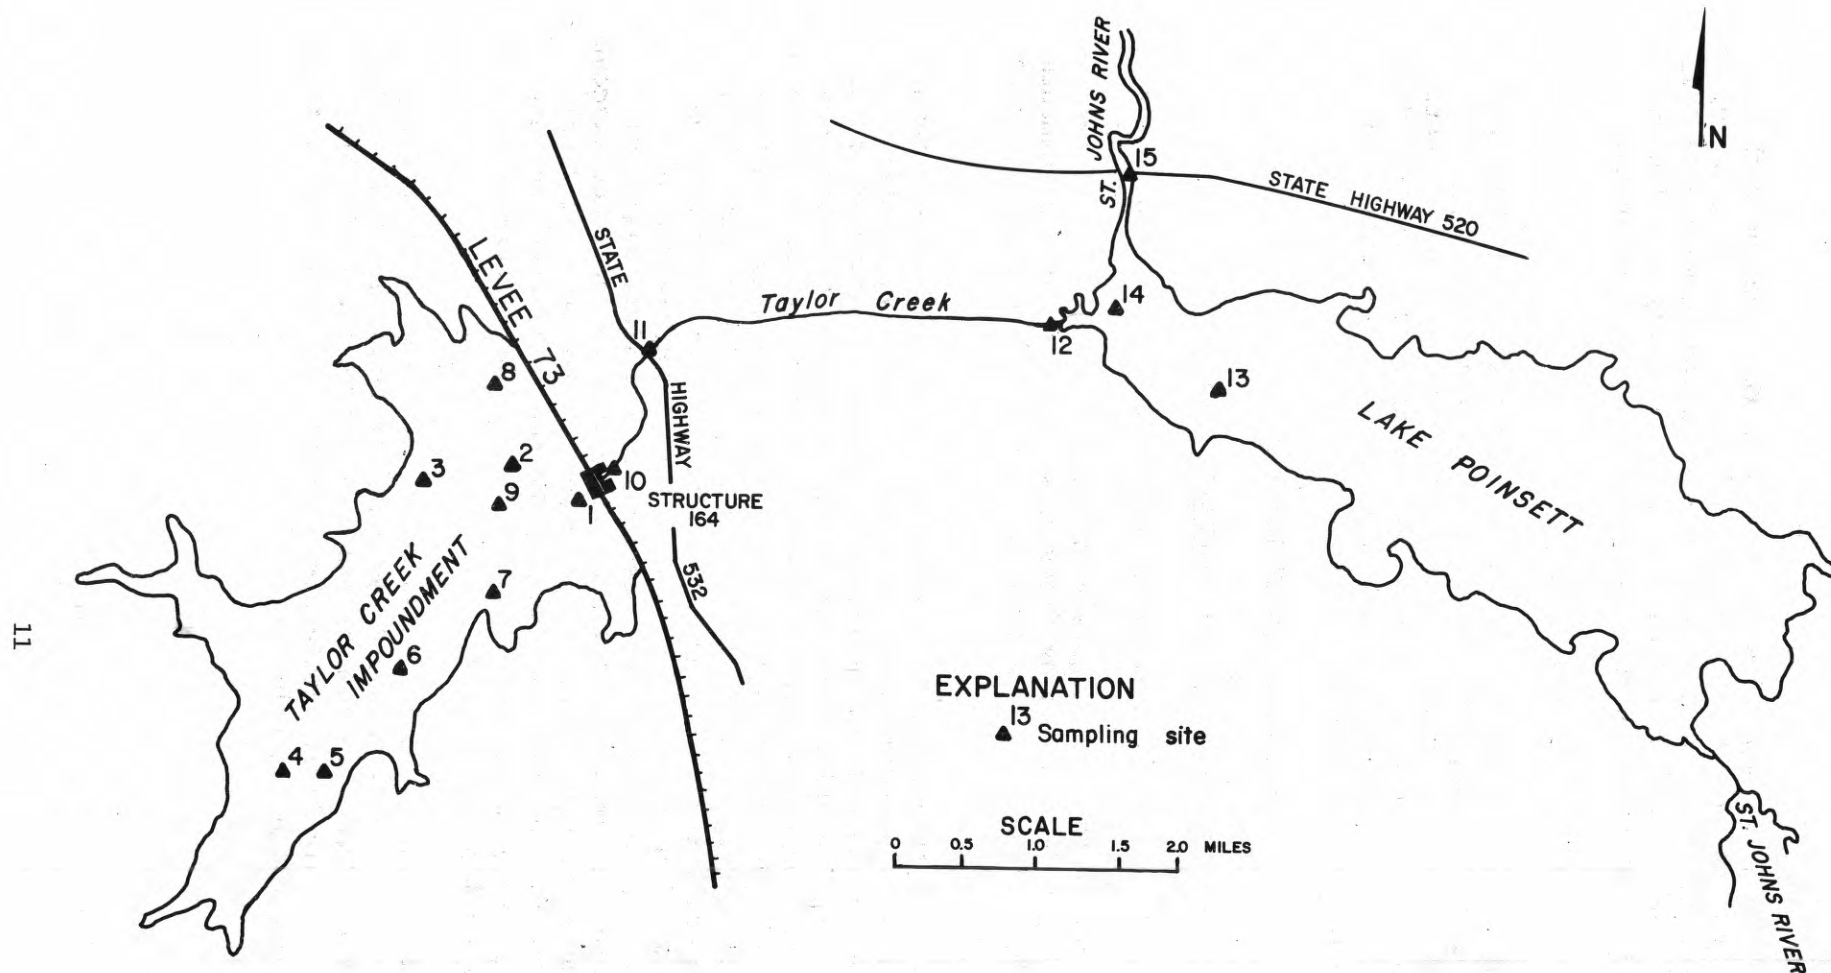 ST. JOHNS RIVER
N
15
STATE HIGHWAY 520
STATE
LEVEE 73
Taylor Creek
14
11
12
8
13
HIGHWAY
LAKE POINSETT
2
3
10
9
1
STRUCTURE
164
532
7
TAYLOR CREEK
IMPOUNDMENT
6
11
4
5
EXPLANATION
13
Sampling site
SCALE
0 0.5 1.0 1.5 2.0 MILES
ST. JOHNS RIVER